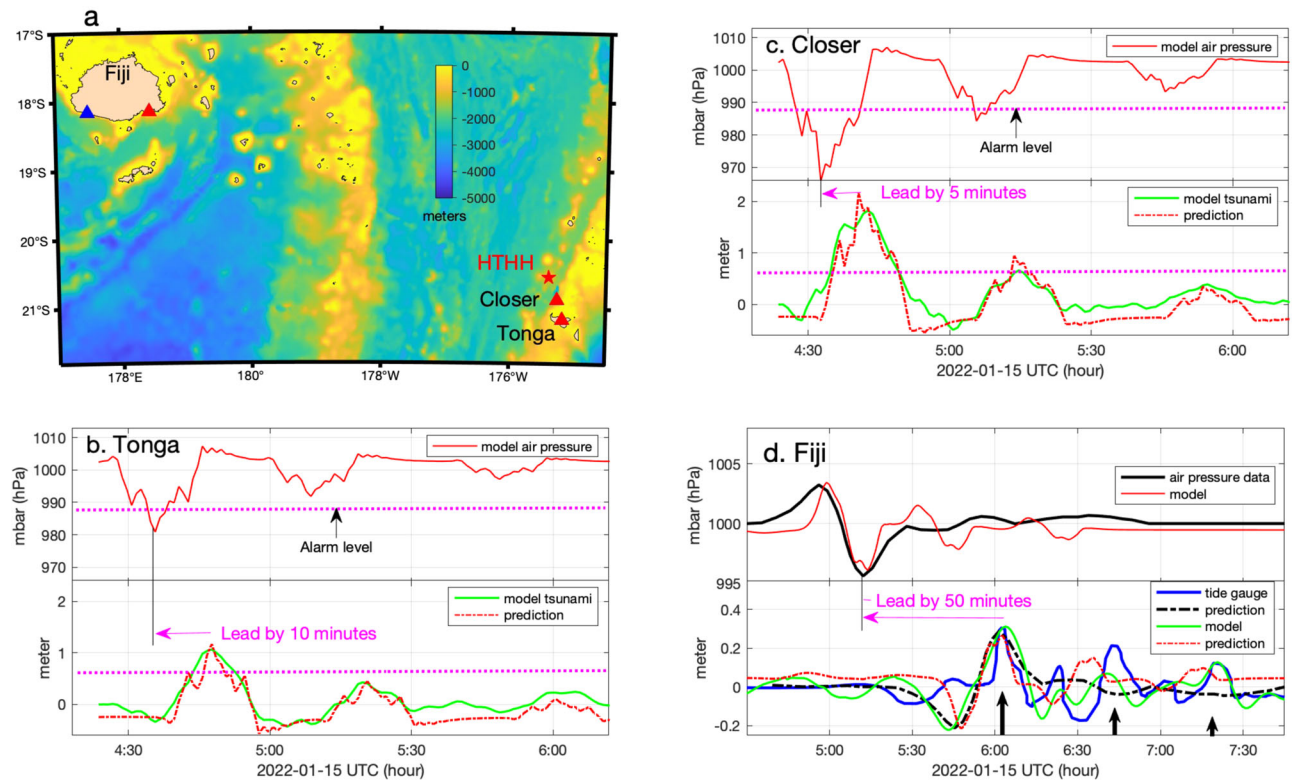 a
17°S
18°S
19°S
20°S
21°S
Fiji
0
-1000
-2000
-3000
-4000
-5000
meters
HTHH
Closer
Tonga
178°E
180°
178°W
176°W
c. Closer
model air pressure
mbar (hPa)
1000
990
980
970
Alarm level
Lead by 5 minutes
model tsunami
prediction
meter
2
1
0
4:30
5:00
5:30
6:00
2022-01-15 UTC (hour)
b. Tonga
model air pressure
mbar (hPa)
1010
1000
990
980
970
Alarm level
Lead by 10 minutes
model tsunami
prediction
meter
2
1
0
4:30
5:00
5:30
6:00
2022-01-15 UTC (hour)
d. Fiji
air pressure data
model
mbar (hPa)
1005
1000
995
Lead by 50 minutes
tide gauge
prediction
model
prediction
meter
0.4
0.2
0
-0.2
5:00
5:30
6:00
6:30
7:00
7:30
2022-01-15 UTC (hour)